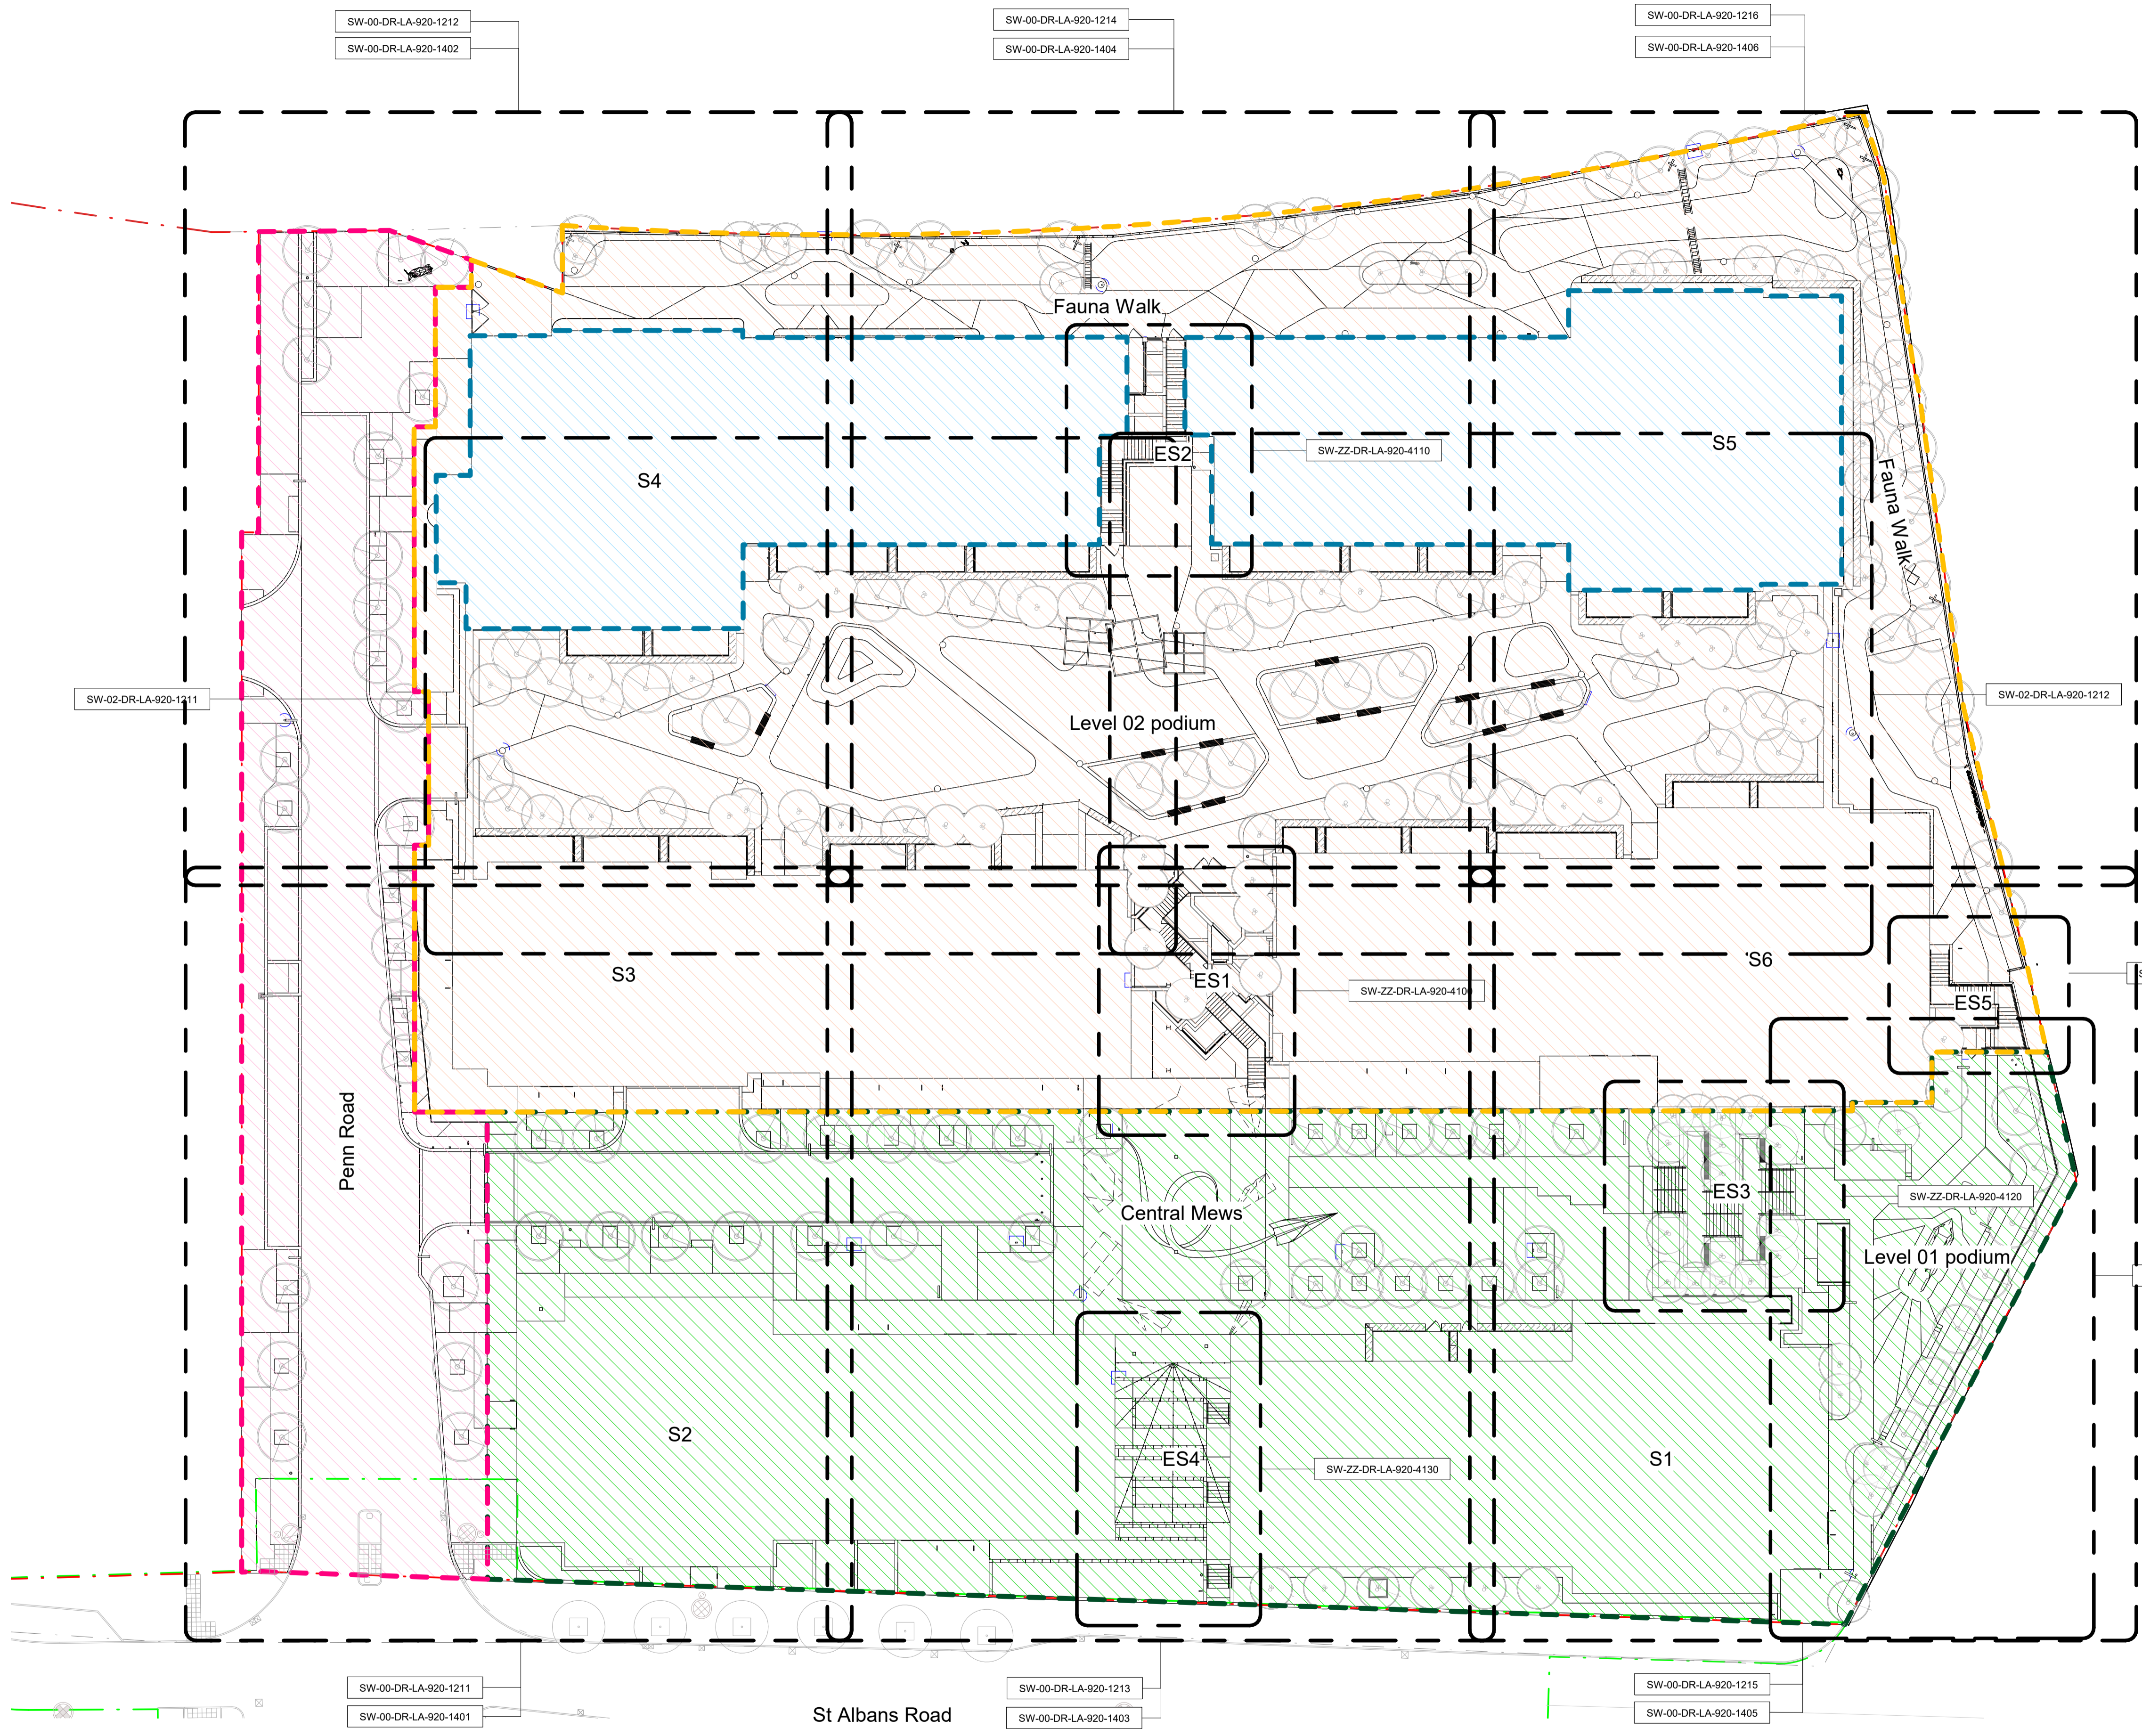 SW-00-DR-LA-920-1212
SW-00-DR-LA-920-1402
SW-00-DR-LA-920-1214
SW-00-DR-LA-920-1404
SW-00-DR-LA-920-1216
SW-00-DR-LA-920-1406
Fauna Walk
S4
ES2
SW-ZZ-DR-LA-920-4110
S5
Fauna Walk
SW-02-DR-LA-920-1211
Level 02 podium
SW-02-DR-LA-920-1212
S3
ES1
SW-ZZ-DR-LA-920-4100
S6
ES5
Penn Road
Central Mews
ES3
SW-ZZ-DR-LA-920-4120
Level 01 podium
S2
ES4
SW-ZZ-DR-LA-920-4130
S1
SW-00-DR-LA-920-1211
SW-00-DR-LA-920-1401
St Albans Road
SW-00-DR-LA-920-1213
SW-00-DR-LA-920-1403
SW-00-DR-LA-920-1215
SW-00-DR-LA-920-1405